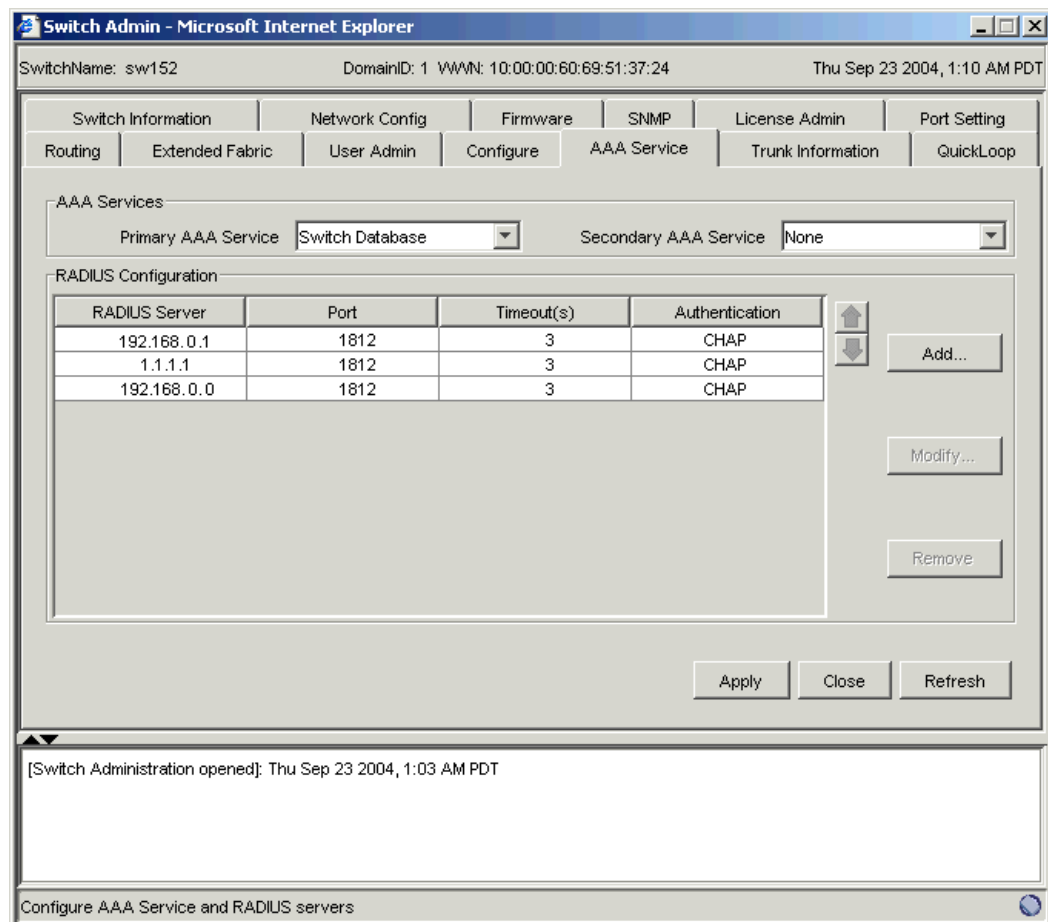 Switch Admin - Microsoft Internet Explorer
SwitchName: sw152 DomainID: 1 WWN: 10:00:00:60:69:51:37:24 Thu Sep 23 2004, 1:10 AM PDT
Switch Information Network Config Firmware SNMP License Admin Port Setting
Routing Extended Fabric User Admin Configure AAA Service Trunk Information QuickLoop
AAA Services
Primary AAA Service Switch Database Secondary AAA Service None
RADIUS Configuration
RADIUS Server Port Timeout(s) Authentication
192.168.0.1 1812 3 CHAP
1.1.1.1 1812 3 CHAP
192.168.0.0 1812 3 CHAP
Add...
Modify...
Remove
Apply Close Refresh
[Switch Administration opened]: Thu Sep 23 2004, 1:03 AM PDT
Configure AAA Service and RADIUS servers